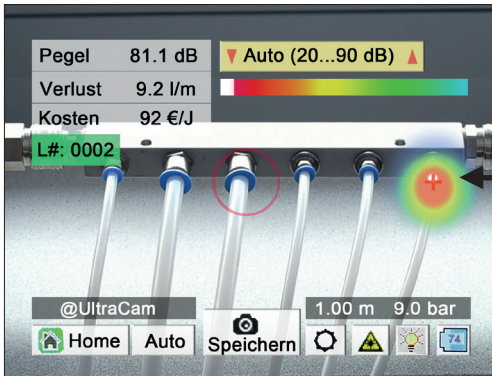 Pegel 81.1 dB
Auto (20...90 dB)
Verlust 9.2 l/m
Kosten 92 €/J
L#: 0002
@UltraCam
1.00 m 9.0 bar
Home
Auto
Speichern
74